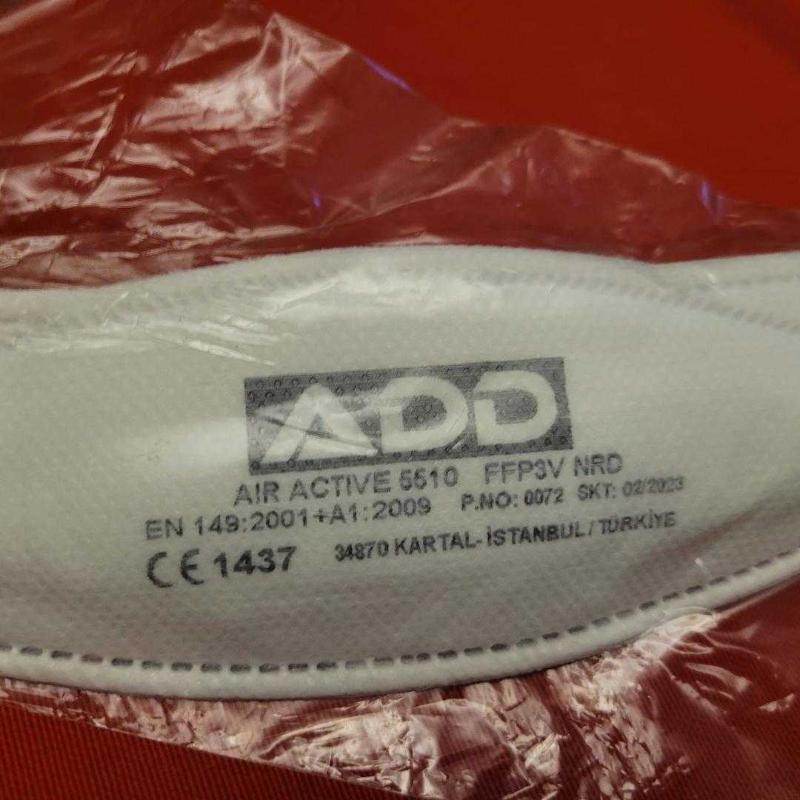 ADD
AIR ACTIVE 5510 FFP3V NRD
EN 149:2001+A1:2009 P.NO: 0072 SKT: 02/2023
CE 1437 34870 KARTAL-İSTANBUL/TÜRKİYE